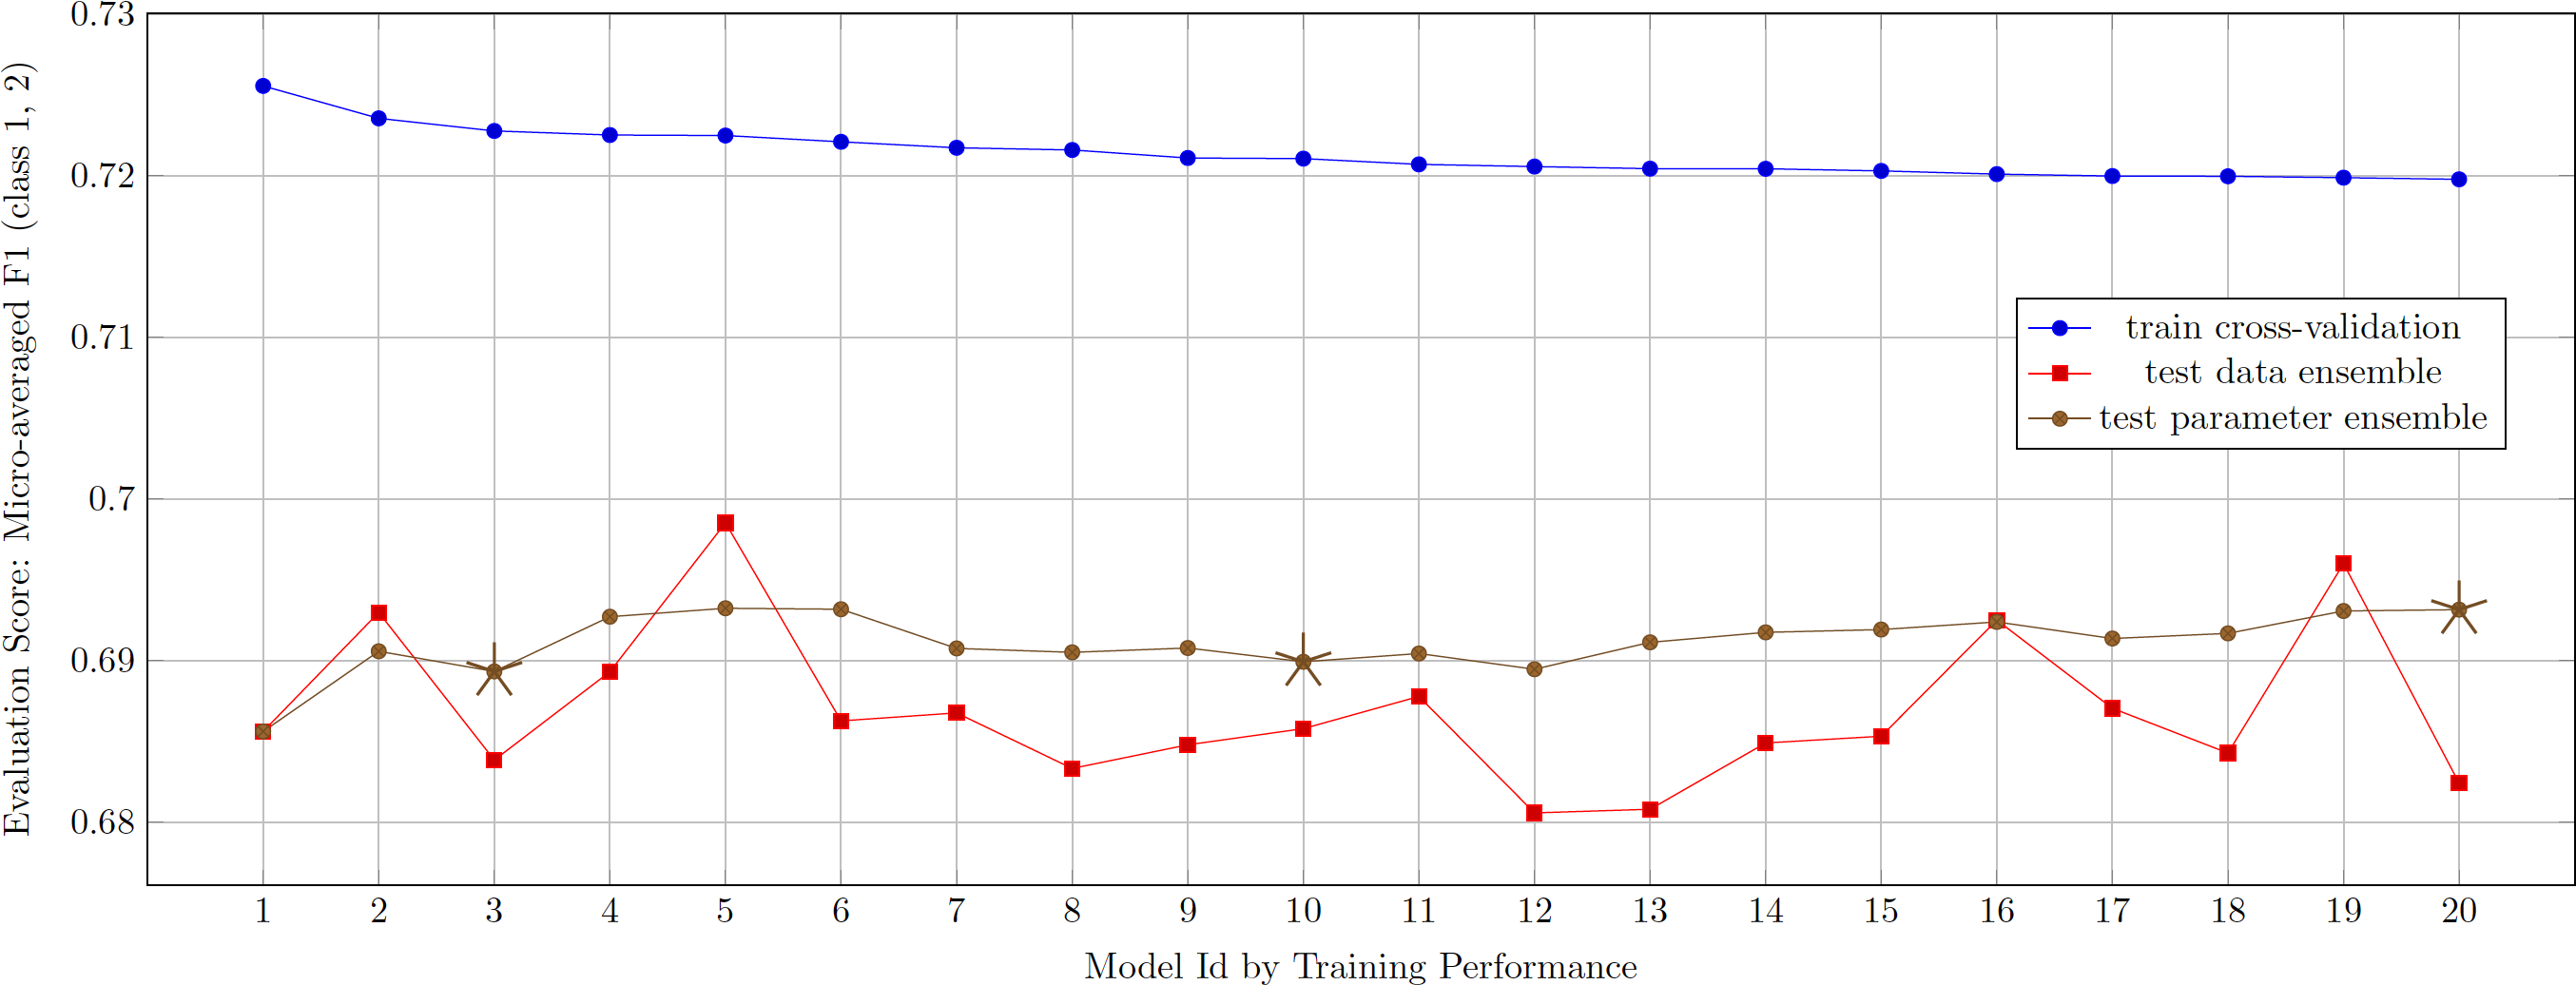 0.73
0.72
0.71
0.7
0.69
0.68
Evaluation Score: Micro-averaged F1 (class 1, 2)
train cross-validation
test data ensemble
test parameter ensemble
1 2 3 4 5 6 7 8 9 10 11 12 13 14 15 16 17 18 19 20
Model Id by Training Performance